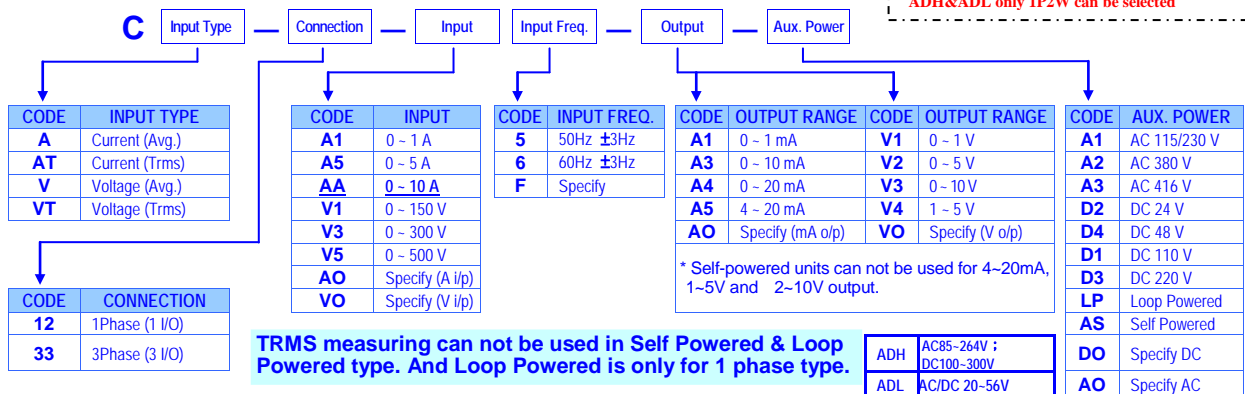 ADH&ADL only 1P2W can be selected
C Input Type — Connection — Input Input Freq. — Output — Aux. Power
CODE INPUT TYPE
A Current (Avg.)
AT Current (Trms)
V Voltage (Avg.)
VT Voltage (Trms)
CODE CONNECTION
12 1Phase (1 I/O)
33 3Phase (3 I/O)
CODE INPUT
A1 0 ~ 1 A
A5 0 ~ 5 A
AA 0 ~ 10 A
V1 0 ~ 150 V
V3 0 ~ 300 V
V5 0 ~ 500 V
AO Specify (A i/p)
VO Specify (V i/p)
CODE INPUT FREQ.
5 50Hz ±3Hz
6 60Hz ±3Hz
F Specify
CODE OUTPUT RANGE CODE OUTPUT RANGE
A1 0 ~ 1 mA V1 0 ~ 1 V
A3 0 ~ 10 mA V2 0 ~ 5 V
A4 0 ~ 20 mA V3 0 ~ 10 V
A5 4 ~ 20 mA V4 1 ~ 5 V
AO Specify (mA o/p) VO Specify (V o/p)
* Self-powered units can not be used for 4~20mA,
1~5V and 2~10V output.
CODE AUX. POWER
A1 AC 115/230 V
A2 AC 380 V
A3 AC 416 V
D2 DC 24 V
D4 DC 48 V
D1 DC 110 V
D3 DC 220 V
LP Loop Powered
AS Self Powered
DO Specify DC
AO Specify AC
TRMS measuring can not be used in Self Powered & Loop
Powered type. And Loop Powered is only for 1 phase type.
ADH AC85~264V ;
DC100~300V
ADL AC/DC 20~56V